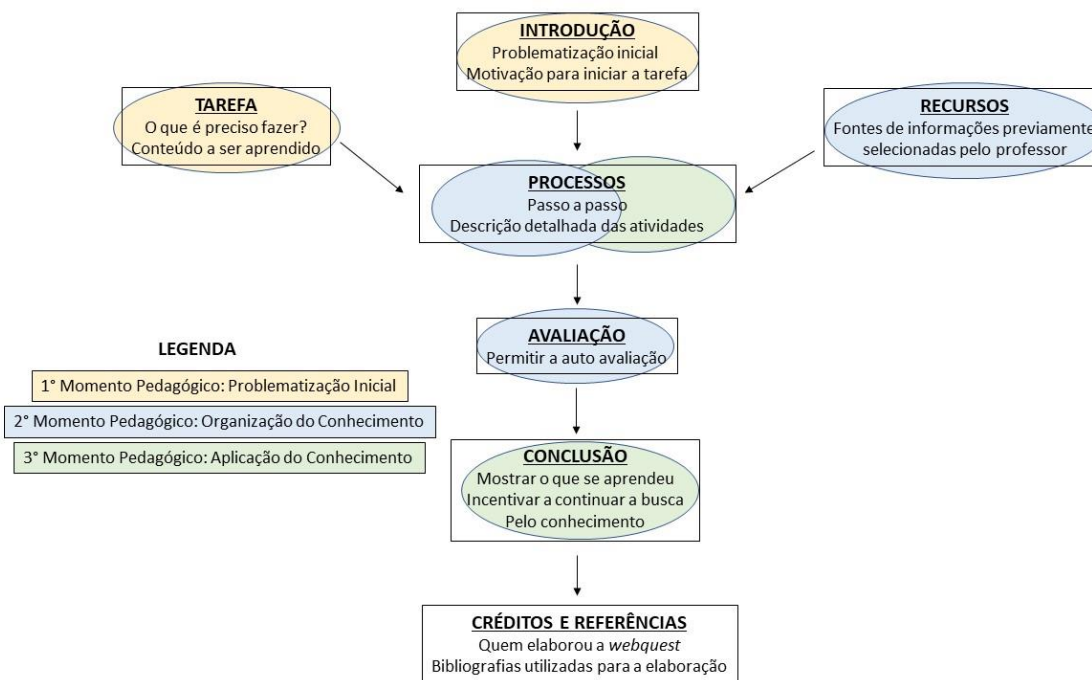 INTRODUÇÃO
Problematização inicial
Motivação para iniciar a tarefa
TAREFA
O que é preciso fazer?
Conteúdo a ser aprendido
RECURSOS
Fontes de informações previamente
selecionadas pelo professor
PROCESSOS
Passo a passo
Descrição detalhada das atividades
AVALIAÇÃO
Permitir a auto avaliação
LEGENDA
1° Momento Pedagógico: Problematização Inicial
2° Momento Pedagógico: Organização do Conhecimento
3° Momento Pedagógico: Aplicação do Conhecimento
CONCLUSÃO
Mostrar o que se aprendeu
Incentivar a continuar a busca
Pelo conhecimento
CRÉDITOS E REFERÊNCIAS
Quem elaborou a webquest
Bibliografias utilizadas para a elaboração